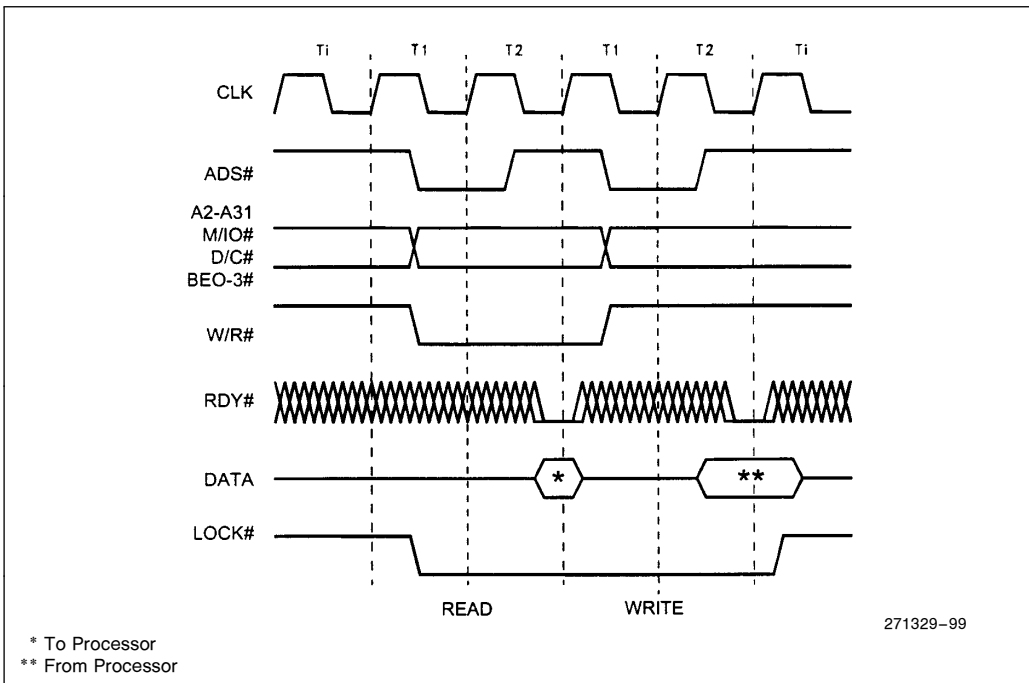 Ti T1 T2 T1 T2 Ti
CLK
ADS#
A2-A31
M/IO#
D/C#
BEO-3#
W/R#
RDY#
DATA * **
LOCK#
READ WRITE
271329–99
* To Processor
** From Processor